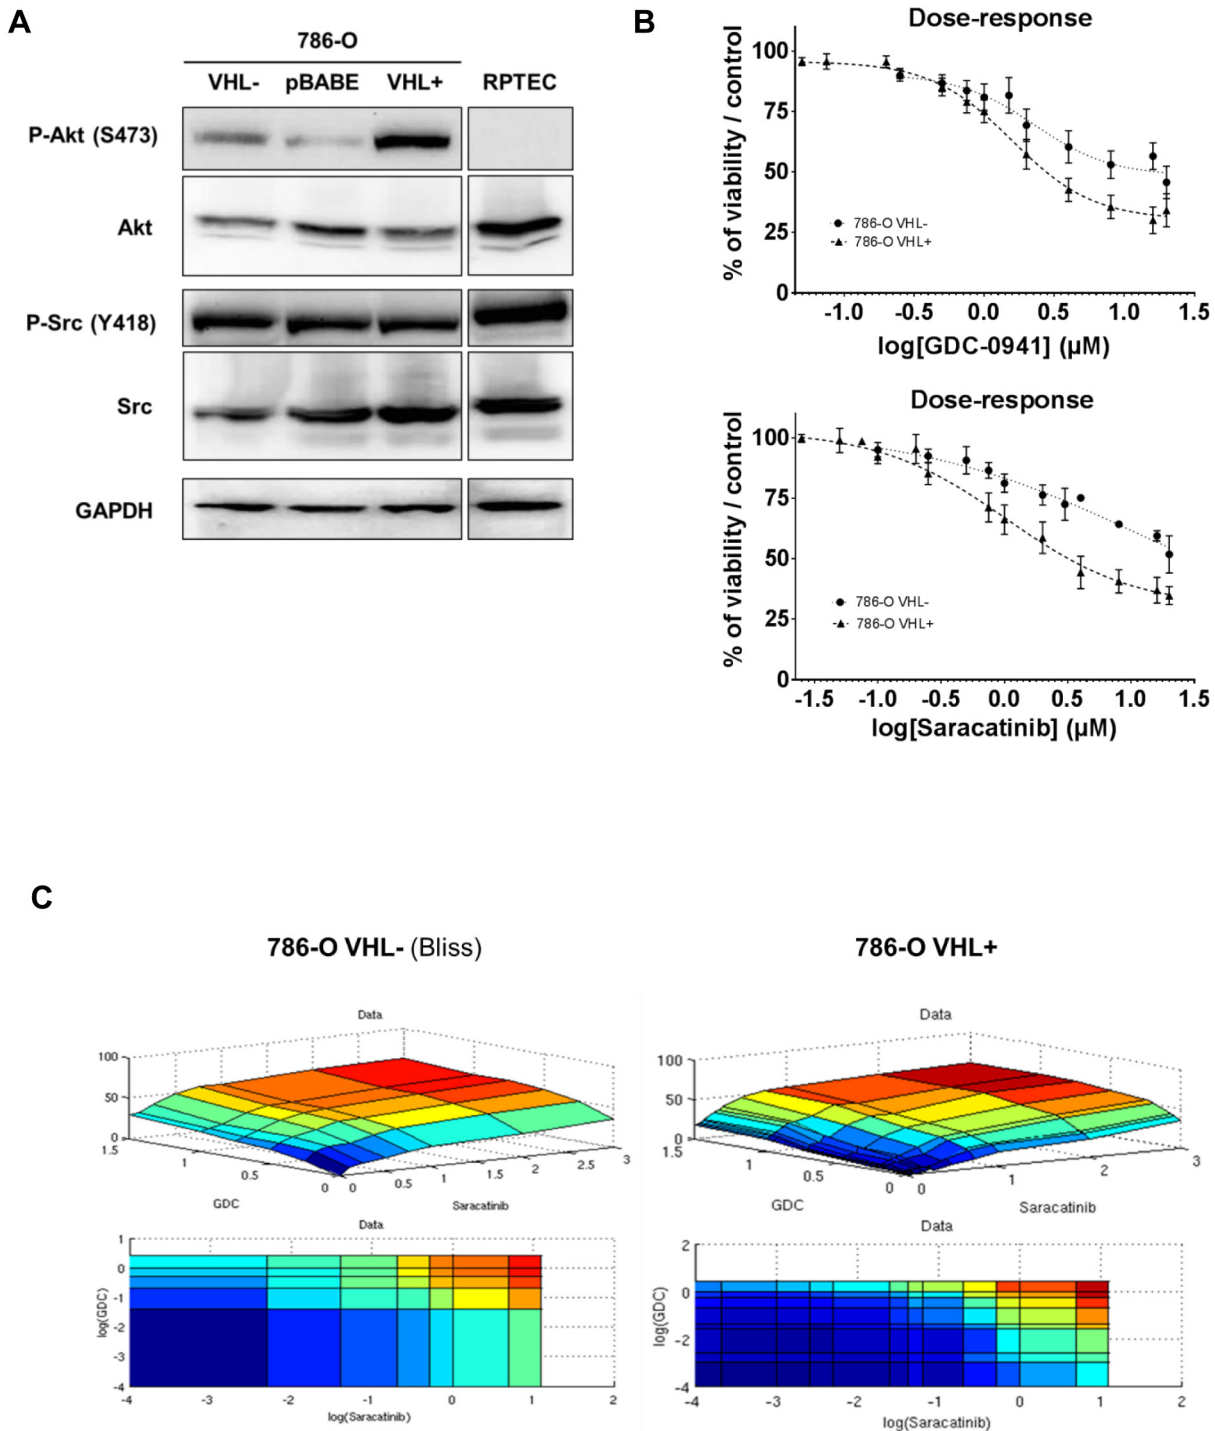 A
786-O
VHL-
pBABE
VHL+
RPTEC
P-Akt (S473)
Akt
P-Src (Y418)
Src
GAPDH
B
Dose-response
% of viability / control
100
75
50
25
0
786-O VHL-
786-O VHL+
-1.0 -0.5 0.0 0.5 1.0 1.5
log[GDC-0941] (µM)
Dose-response
% of viability / control
100
75
50
25
0
786-O VHL-
786-O VHL+
-1.5 -1.0 -0.5 0.0 0.5 1.0 1.5
log[Saracatinib] (µM)
C
786-O VHL- (Bliss)
Data
100
50
0
1.5
1
0.5
0
0
0.5
1
1.5
2
2.5
3
GDC
Saracatinib
Data
1
0
-1
-2
-3
-4
log(GDC)
-4 -3 -2 -1 0 1 2
log(Saracatinib)
786-O VHL+
Data
100
50
0
1.5
1
0.5
0
0
1
2
3
GDC
Saracatinib
Data
2
0
-2
-4
log(GDC)
-4 -3 -2 -1 0 1 2
log(Saracatinib)